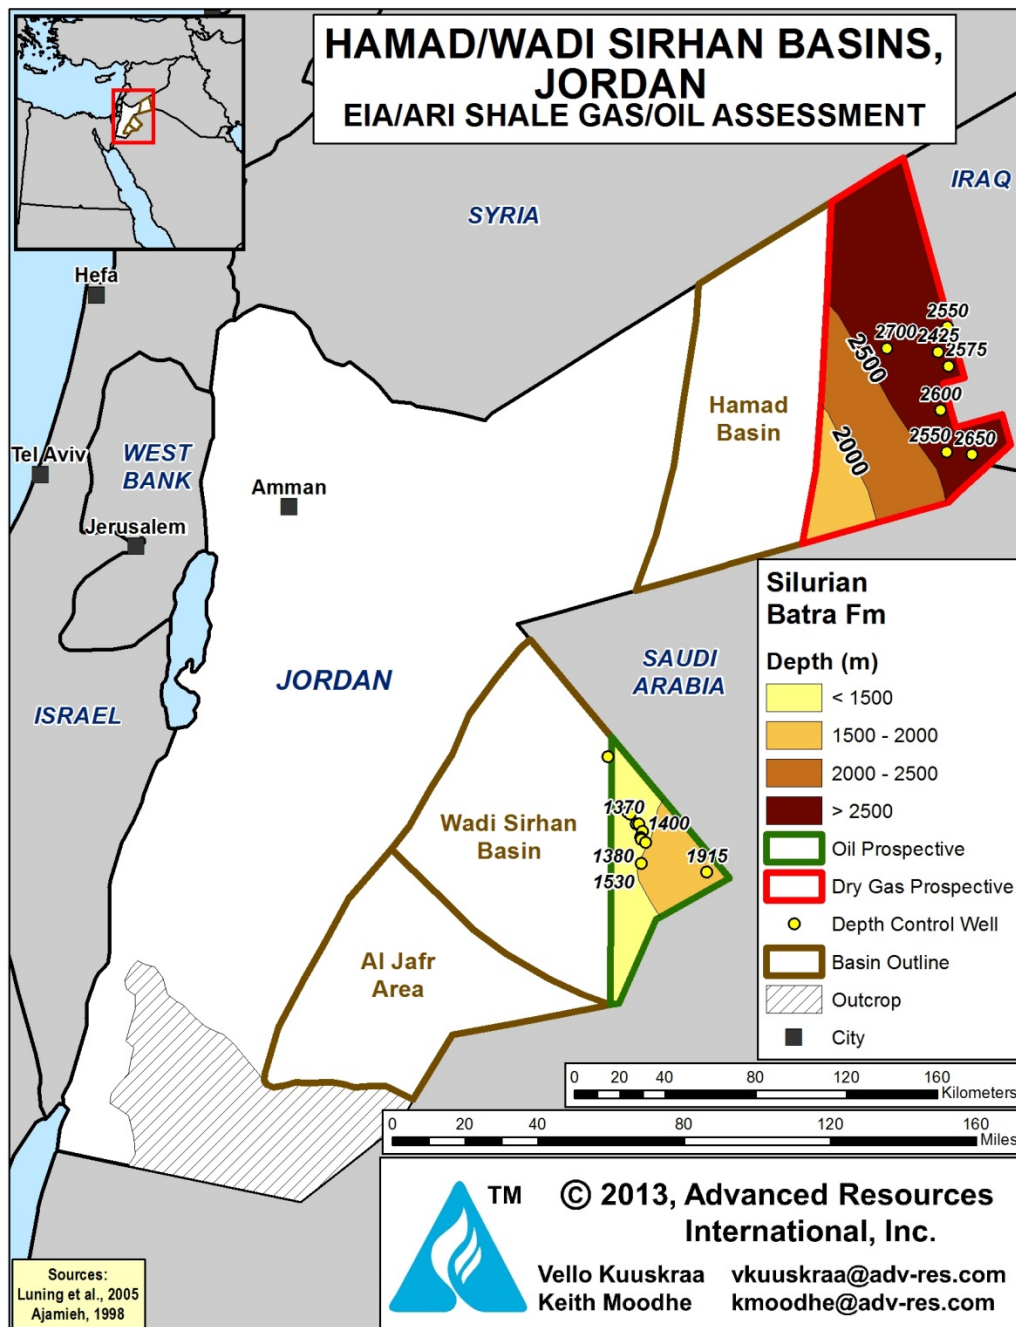 HAMAD/WADI SIRHAN BASINS,
JORDAN
EIA/ARI SHALE GAS/OIL ASSESSMENT
SYRIA
IRAQ
Hefa
2550
2700
2425
2575
2500
2600
Hamad
Basin
2000
2550
2650
Tel Aviv
WEST
BANK
Amman
Jerusalem
JORDAN
SAUDI
ARABIA
ISRAEL
Wadi Sirhan
Basin
1370
1400
1380
1915
1530
Al Jafr
Area
Silurian
Batra Fm
Depth (m)
< 1500
1500 - 2000
2000 - 2500
> 2500
Oil Prospective
Dry Gas Prospective
Depth Control Well
Basin Outline
Outcrop
City
0 20 40 80 120 160
Kilometers
0 20 40 80 120 160
Miles
TM
© 2013, Advanced Resources
International, Inc.
Vello Kuuskraa vkuuskraa@adv-res.com
Keith Moodhe kmoodhe@adv-res.com
Sources:
Luning et al., 2005
Ajamieh, 1998